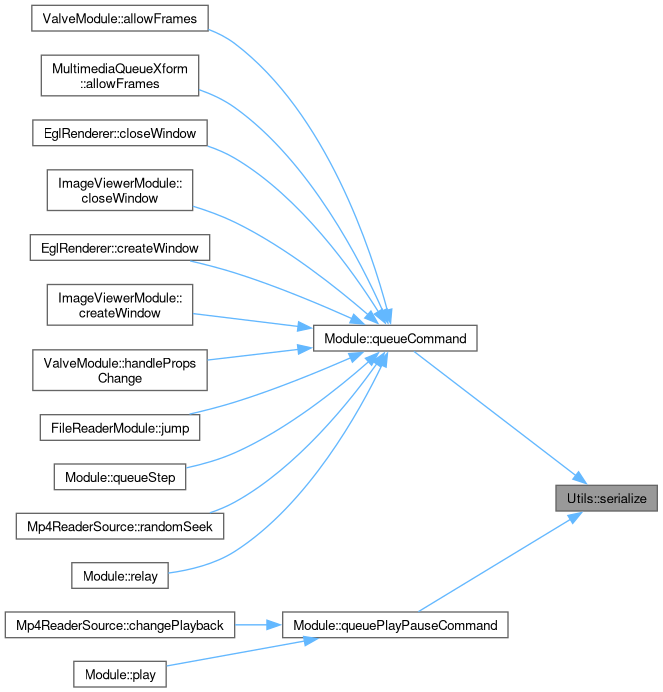 ValveModule::allowFrames
MultimediaQueueXform
::allowFrames
EglRenderer::closeWindow
ImageViewerModule::
closeWindow
EglRenderer::createWindow
ImageViewerModule::
createWindow
Module::queueCommand
ValveModule::handleProps
Change
FileReaderModule::jump
Module::queueStep
Utils::serialize
Mp4ReaderSource::randomSeek
Module::relay
Mp4ReaderSource::changePlayback
Module::queuePlayPauseCommand
Module::play